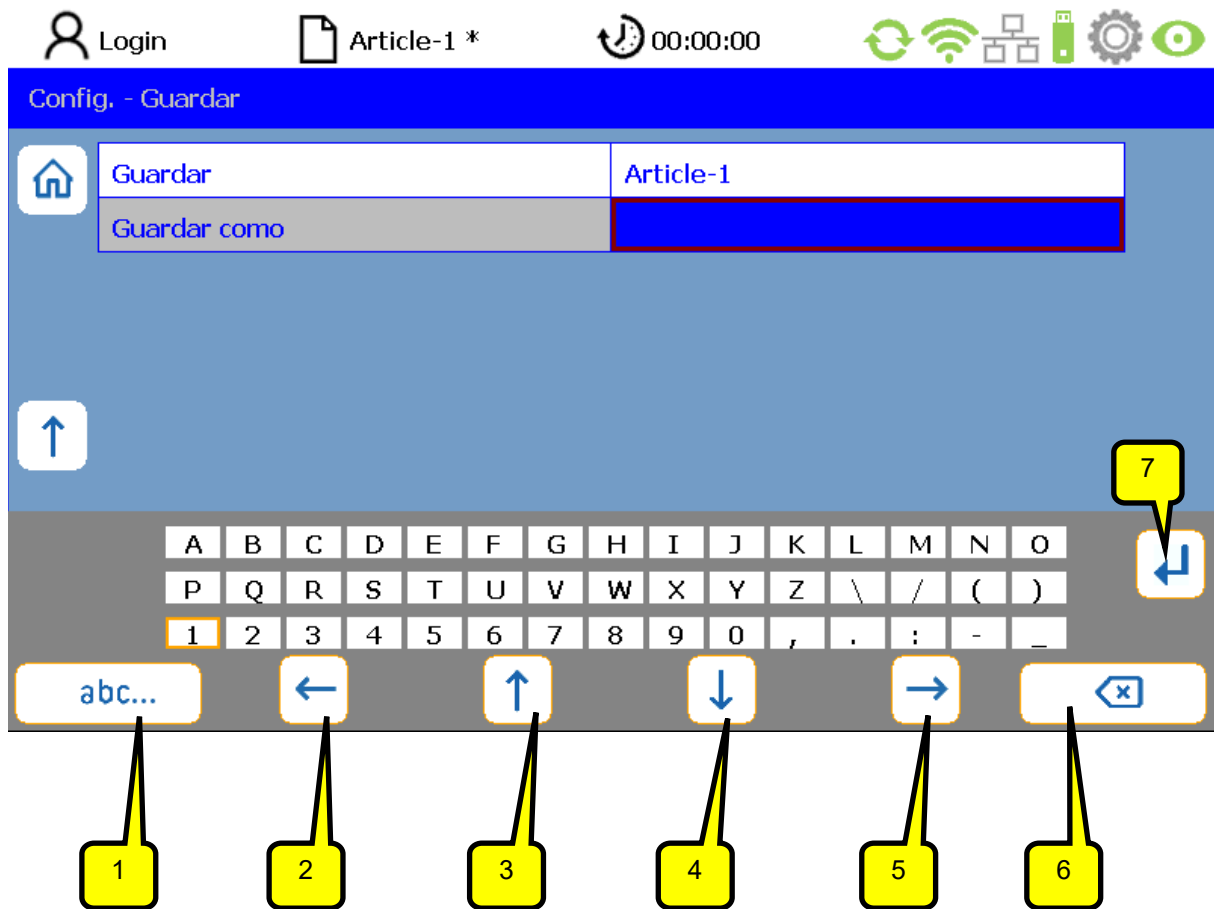 Login Article-1 * 00:00:00
Config. - Guardar
Guardar Article-1
Guardar como
7
A B C D E F G H I J K L M N O
P Q R S T U V W X Y Z \ / ( )
1 2 3 4 5 6 7 8 9 0 , . : - _
abc...
1 2 3 4 5 6